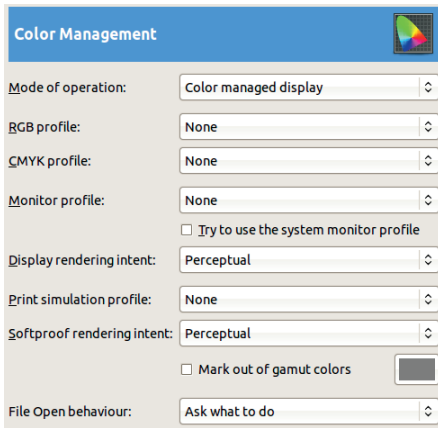 Color Management
Mode of operation: Color managed display
RGB profile: None
CMYK profile: None
Monitor profile: None
Try to use the system monitor profile
Display rendering intent: Perceptual
Print simulation profile: None
Softproof rendering intent: Perceptual
Mark out of gamut colors
File Open behaviour: Ask what to do